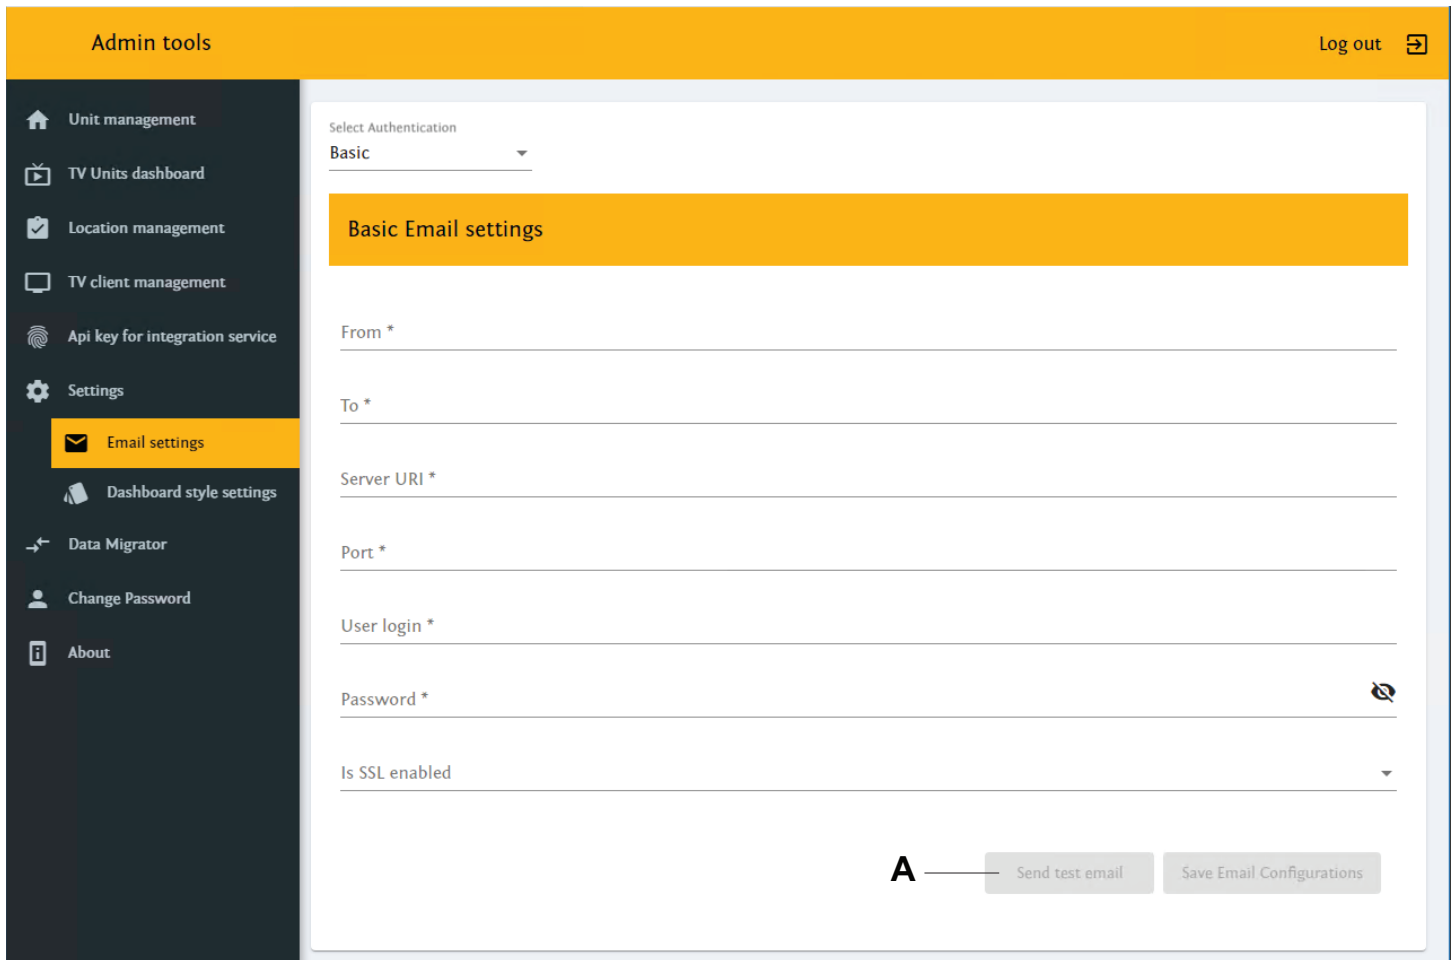 Admin tools
Log out
Unit management
TV Units dashboard
Location management
TV client management
Api key for integration service
Settings
Email settings
Dashboard style settings
Data Migrator
Change Password
About
Select Authentication
Basic
Basic Email settings
From *
To *
Server URI *
Port *
User login *
Password *
Is SSL enabled
A
Send test email
Save Email Configurations